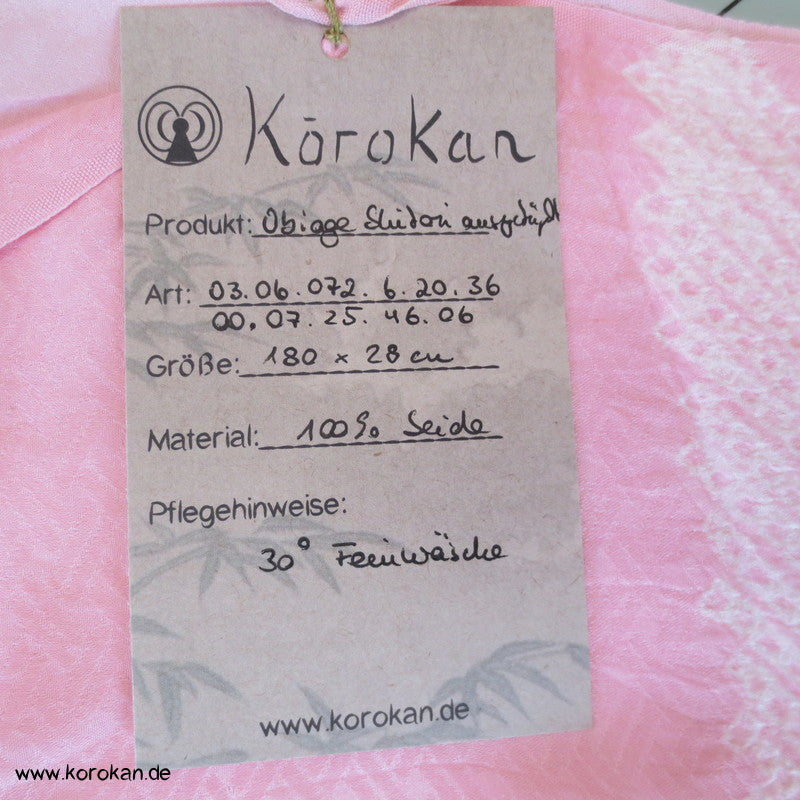 Kōrokan
Produkt: Obiage Shibori
Art: 03.06.072.6.20.36
00.07.25.46.06
Größe: 180 x 28 cm
Material: 100% Seide
Pflegehinweise:
30° Feinwäsche
www.korokan.de
www.korokan.de